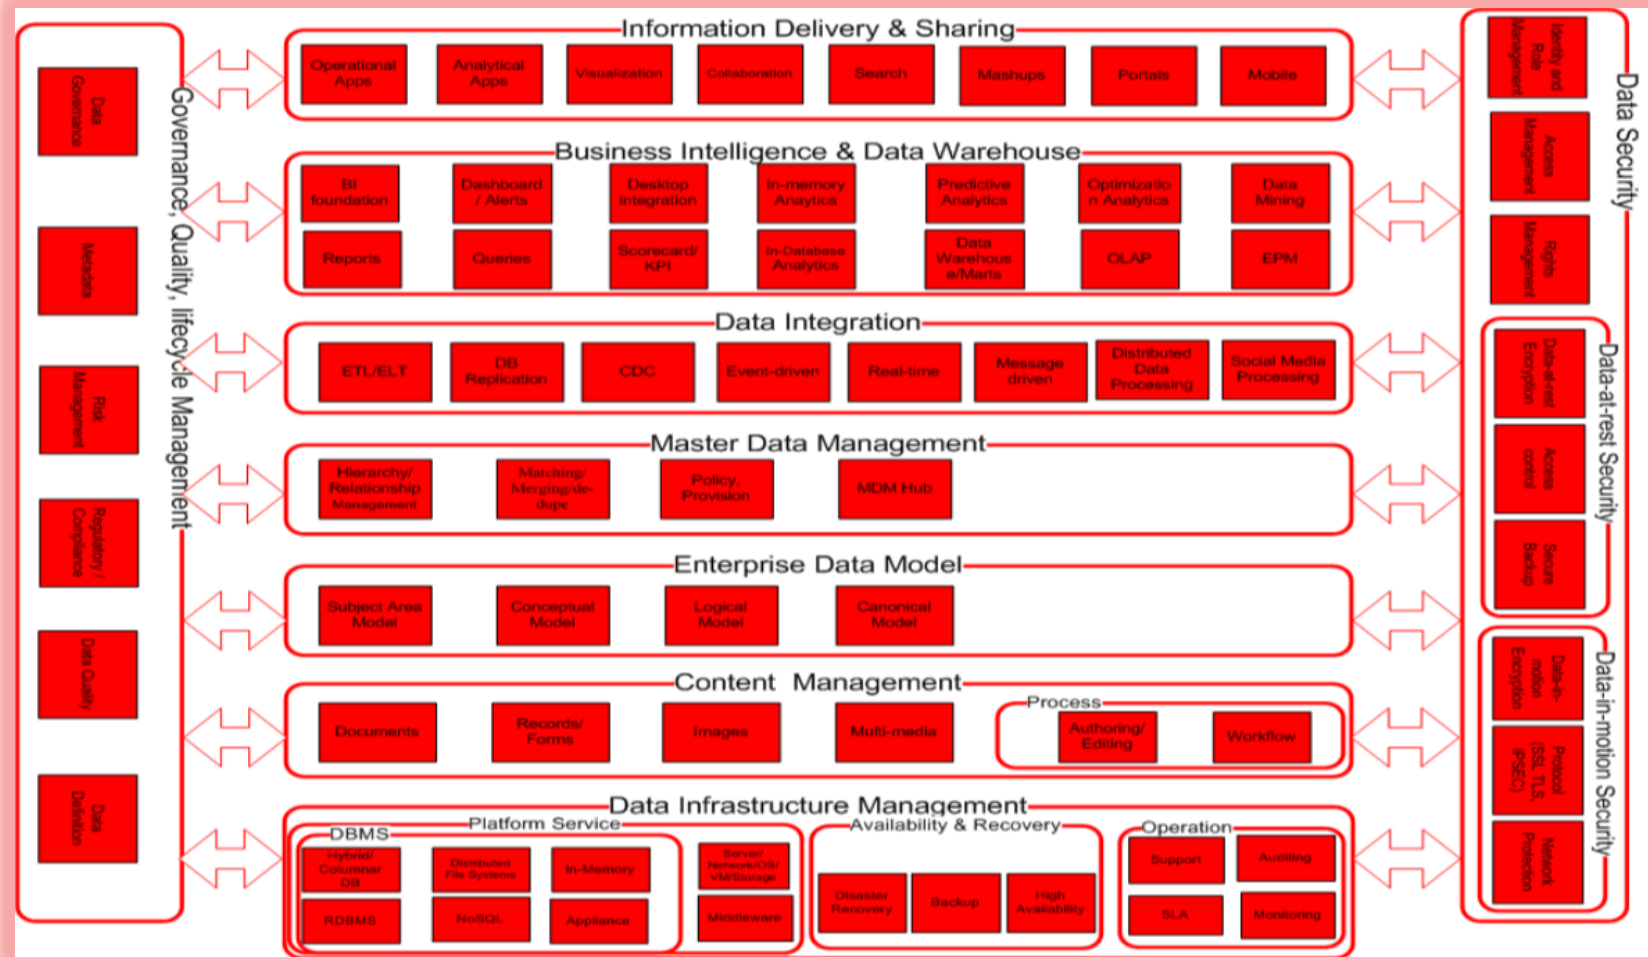 Information Delivery & Sharing
Operational
Apps
Analytical
Apps
Visualization
Collaboration
Search
Mashups
Portals
Mobile
Business Intelligence & Data Warehouse
BI
foundation
Dashboard
/ Alerts
Desktop
integration
In-memory
Anaytics
Predictive
Analytics
Optimizatio
n Analytics
Data
Mining
Reports
Queries
Scorecard/
KPI
In-Database
Analytics
Data
Warehous
e/Marts
OLAP
EPM
Data Integration
ETL/ELT
DB
Replication
CDC
Event-driven
Real-time
Message
driven
Distributed
Data
Processing
Social Media
Processing
Master Data Management
Hierarchy/
Relationship
Management
Matching/
Merging/de-
dupe
Policy,
Provision
MDM Hub
Enterprise Data Model
Subject Area
Model
Conceptual
Model
Logical
Model
Canonical
Model
Content Management
Documents
Records/
Forms
Images
Multi-media
Process
Authoring/
Editing
Workflow
Data Infrastructure Management
Platform Service
DBMS
Hybrid/
Columnar
DB
Distributed
File Systems
In-Memory
RDBMS
NoSQL
Appliance
Server/
Network/OS/
VM/Storage
Middleware
Availability & Recovery
Disaster
Recovery
Backup
High
Availability
Operation
Support
Auditing
SLA
Monitoring
Governance, Quality, lifecycle Management
Data
Governance
Metadata
Risk
Management
Regulatory /
Compliance
Data Quality
Data
Definition
Data Security
Identity and
Role
Management
Access
Management
Rights
Management
Data-at-rest Security
Data-at-rest
Encryption
Access
control
Secure
Backup
Data-in-motion Security
Data-in-
motion
Encryption
Protocol
(SSL TLS,
IPSEC)
Network
Protection